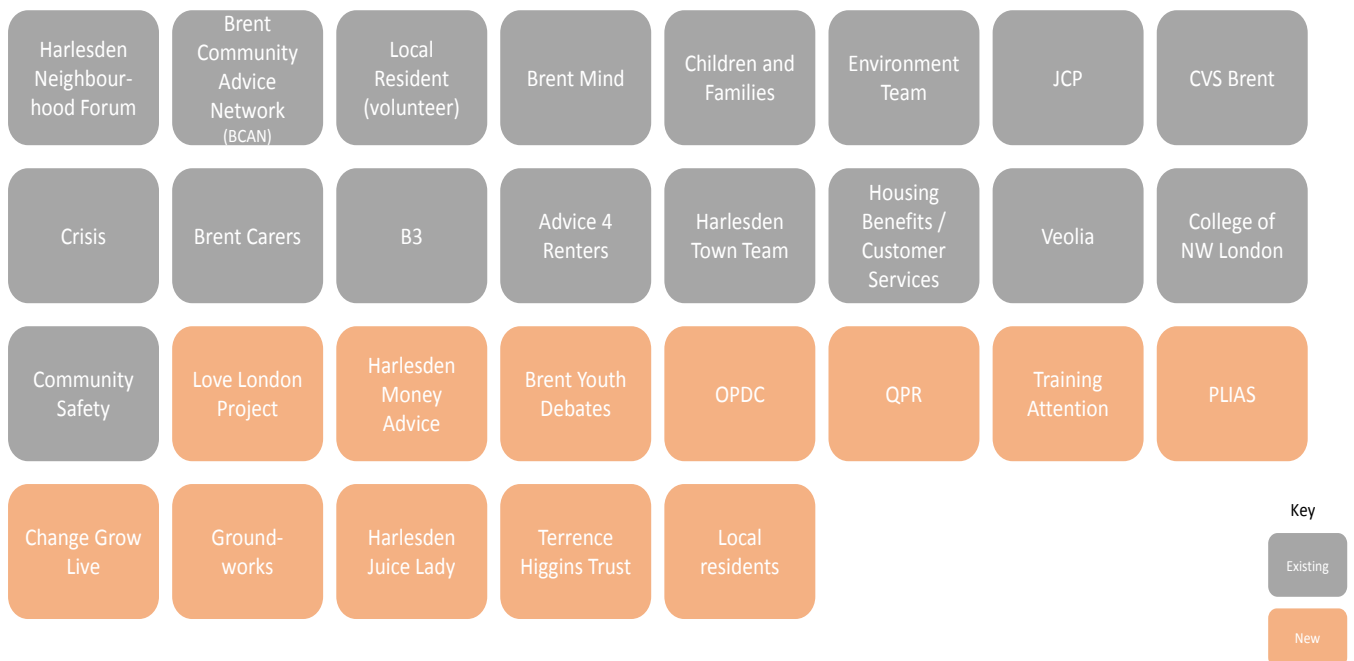 Harlesden
Neighbour-
hood Forum
Brent
Community
Advice
Network
(BCAN)
Local
Resident
(volunteer)
Brent Mind
Children and
Families
Environment
Team
JCP
CVS Brent
Crisis
Brent Carers
B3
Advice 4
Renters
Harlesden
Town Team
Housing
Benefits /
Customer
Services
Veolia
College of
NW London
Community
Safety
Love London
Project
Harlesden
Money
Advice
Brent Youth
Debates
OPDC
QPR
Training
Attention
PLIAS
Change Grow
Live
Ground-
works
Harlesden
Juice Lady
Terrence
Higgins Trust
Local
residents
Key
Existing
New